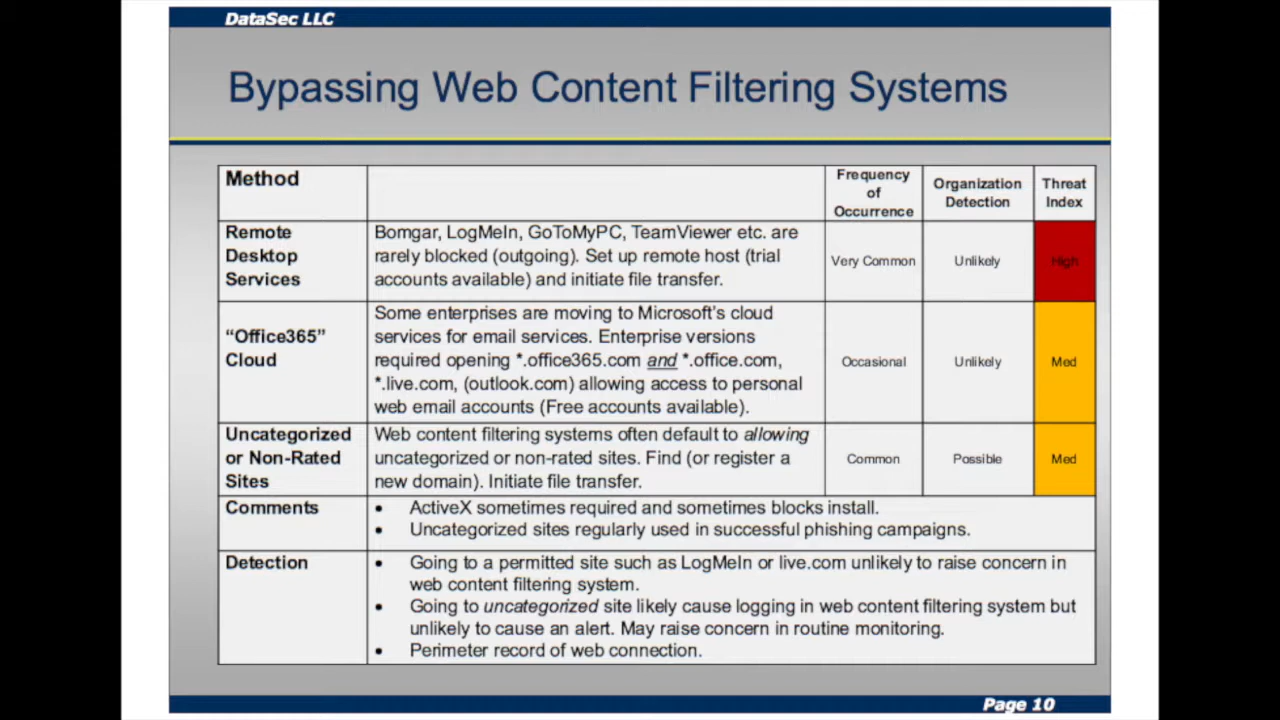 DataSec LLC
Bypassing Web Content Filtering Systems
Method
Frequency
of
Occurrence
Organization
Detection
Threat
Index
Remote
Desktop
Services
Bomgar, LogMeIn, GoToMyPC, TeamViewer etc. are
rarely blocked (outgoing). Set up remote host (trial
accounts available) and initiate file transfer.
Very Common
Unlikely
High
“Office365”
Cloud
Some enterprises are moving to Microsoft's cloud
services for email services. Enterprise versions
required opening *.office365.com and *.office.com,
*.live.com, (outlook.com) allowing access to personal
web email accounts (Free accounts available).
Occasional
Unlikely
Med
Uncategorized
or Non-Rated
Sites
Web content filtering systems often default to allowing
uncategorized or non-rated sites. Find (or register a
new domain). Initiate file transfer.
Common
Possible
Med
Comments
• ActiveX sometimes required and sometimes blocks install.
• Uncategorized sites regularly used in successful phishing campaigns.
Detection
• Going to a permitted site such as LogMeIn or live.com unlikely to raise concern in
web content filtering system.
• Going to uncategorized site likely cause logging in web content filtering system but
unlikely to cause an alert. May raise concern in routine monitoring.
• Perimeter record of web connection.
Page 10